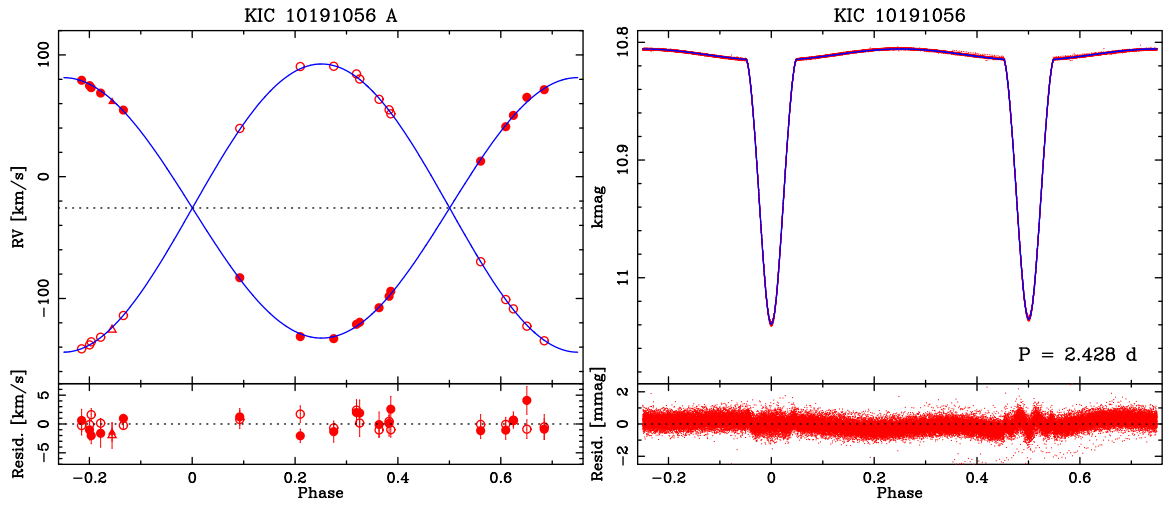 KIC 10191056 A
100
0
−100
RV [km/s]
5
0
−5
Resid. [km/s]
−0.2
0
0.2
0.4
0.6
Phase
KIC 10191056
10.8
10.9
11
kmag
P = 2.428 d
2
0
−2
Resid. [mmag]
−0.2
0
0.2
0.4
0.6
Phase